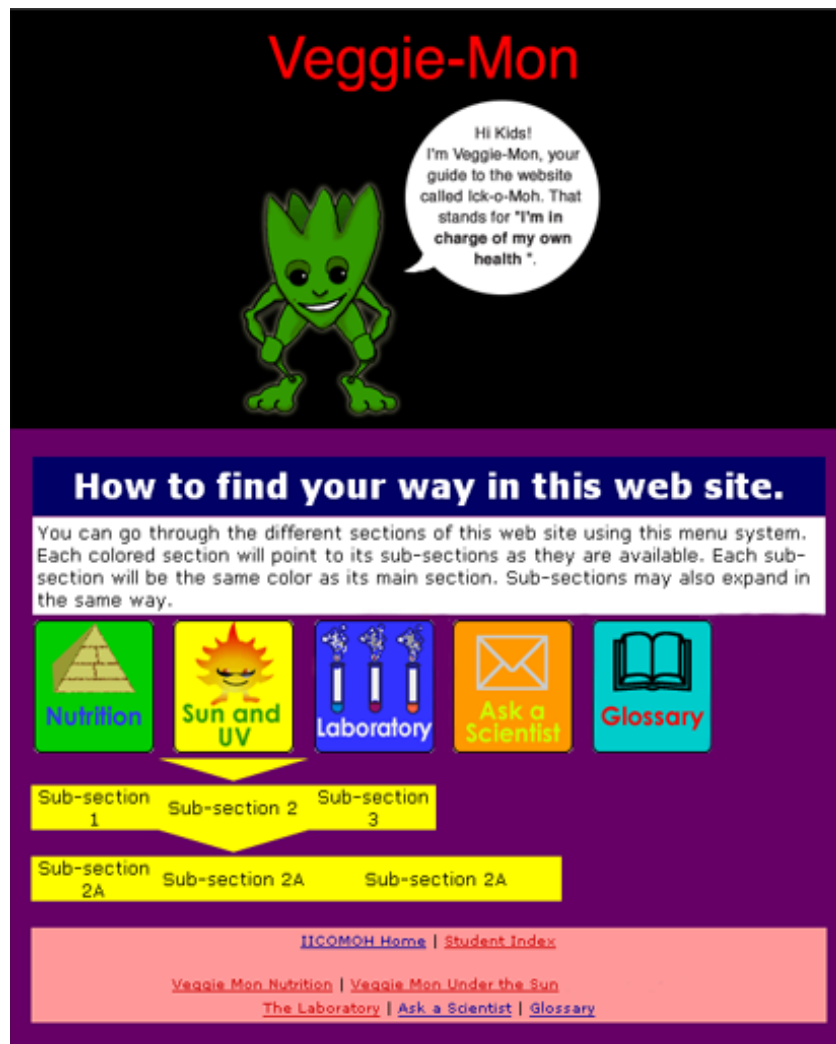 Veggie-Mon
Hi Kids!
I'm Veggie-Mon, your
guide to the website
called Ick-o-Moh. That
stands for "I'm in
charge of my own
health ".
How to find your way in this web site.
You can go through the different sections of this web site using this menu system.
Each colored section will point to its sub-sections as they are available. Each sub-
section will be the same color as its main section. Sub-sections may also expand in
the same way.
Nutrition
Sun and
UV
Laboratory
Ask a
Scientist
Glossary
Sub-section
1
Sub-section 2
Sub-section
3
Sub-section
2A
Sub-section 2A
Sub-section 2A
IICOMOH Home | Student Index
Veggie Mon Nutrition | Veggie Mon Under the Sun
The Laboratory | Ask a Scientist | Glossary